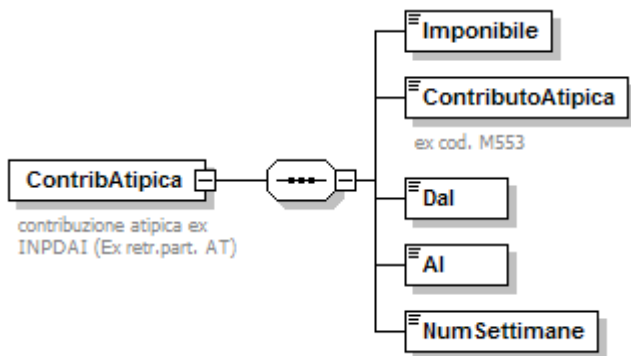 Imponibile
ContributoAtipica
ex cod. M553
ContribAtipica
contribuzione atipica ex
INPDAI (Ex retr.part. AT)
Dal
Al
NumSettimane